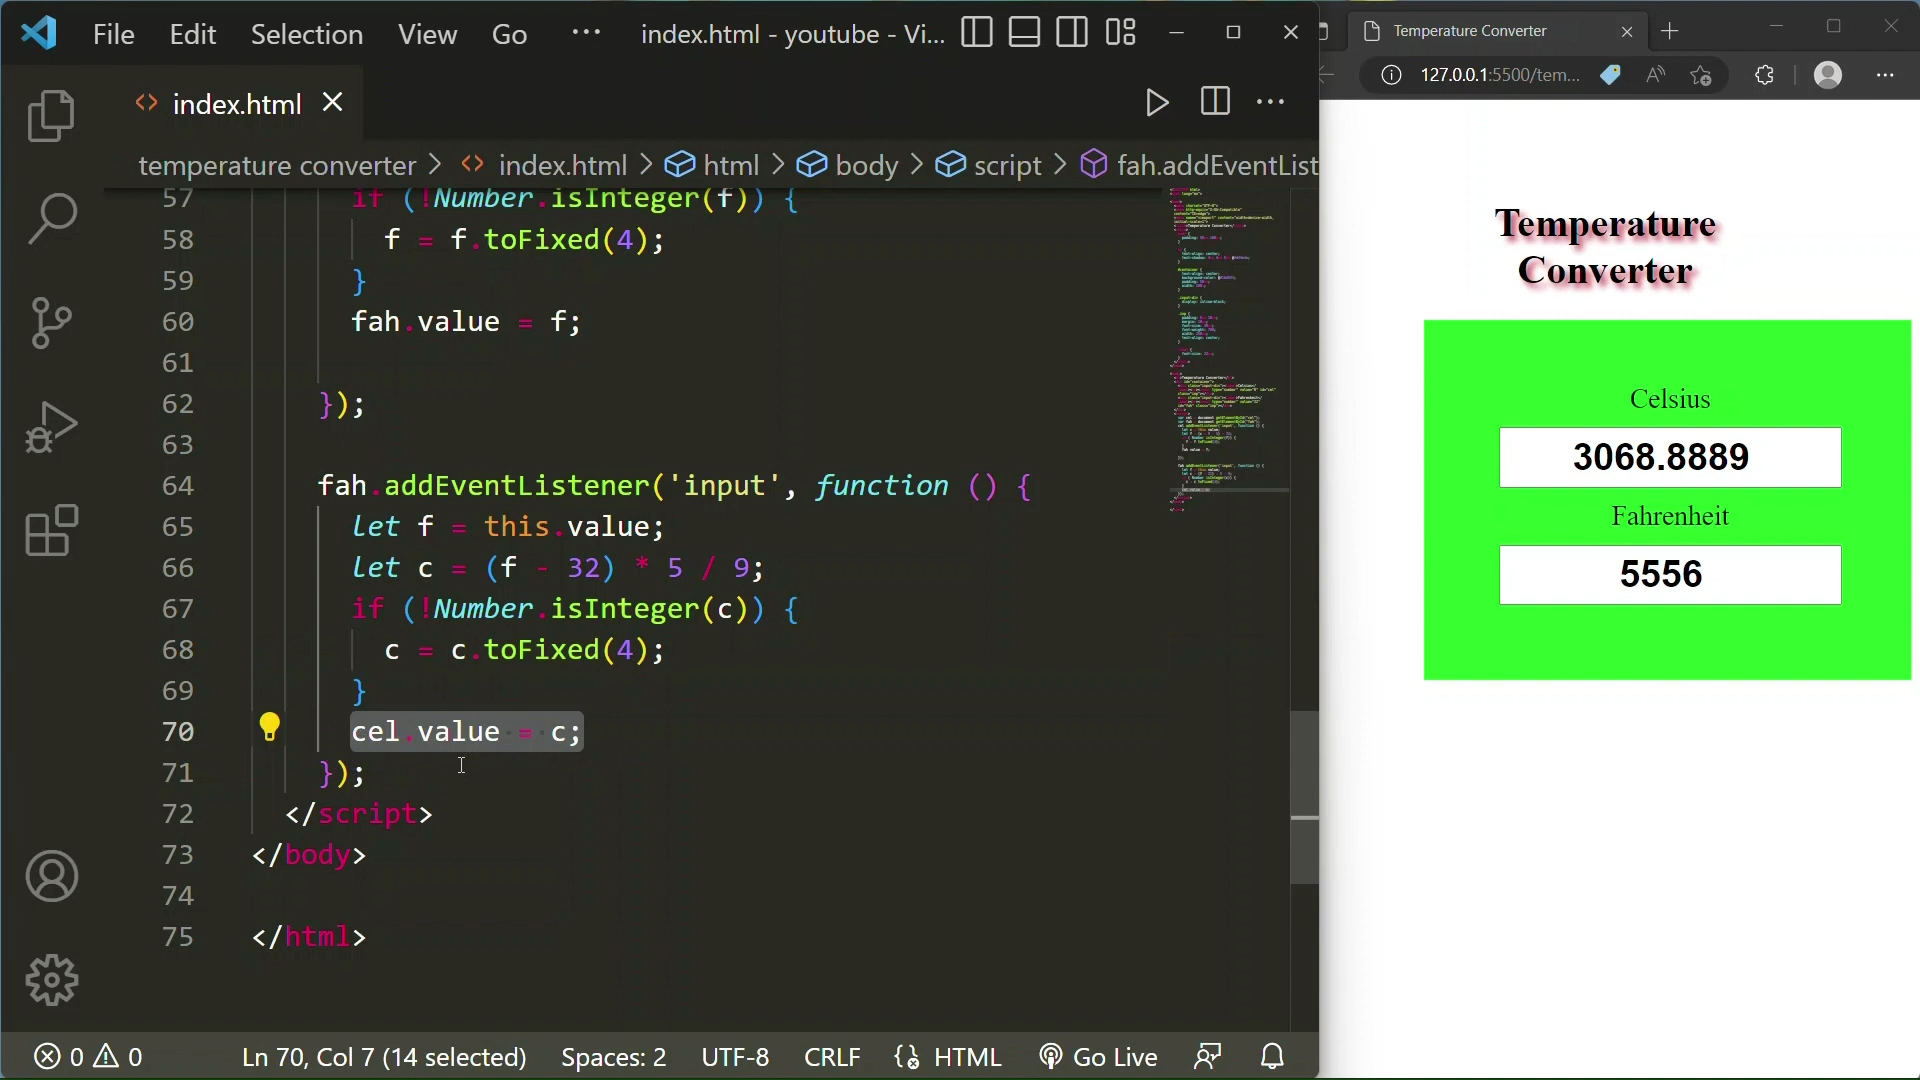 File Edit Selection View Go ··· index.html - youtube - Vi...
index.html
temperature converter > index.html > html > body > script > fah.addEventList
57 if (!Number.isInteger(f)) {
58 f = f.toFixed(4);
59 }
60 fah.value = f;
61
62 });
63
64 fah.addEventListener('input', function () {
65 let f = this.value;
66 let c = (f - 32) * 5 / 9;
67 if (!Number.isInteger(c)) {
68 c = c.toFixed(4);
69 }
70 cel.value = c;
71 });
72 </script>
73 </body>
74
75 </html>
0 0 Ln 70, Col 7 (14 selected) Spaces: 2 UTF-8 CRLF HTML Go Live
Temperature Converter
127.0.0.1:5500/tem...
Temperature
Converter
Celsius
3068.8889
Fahrenheit
5556